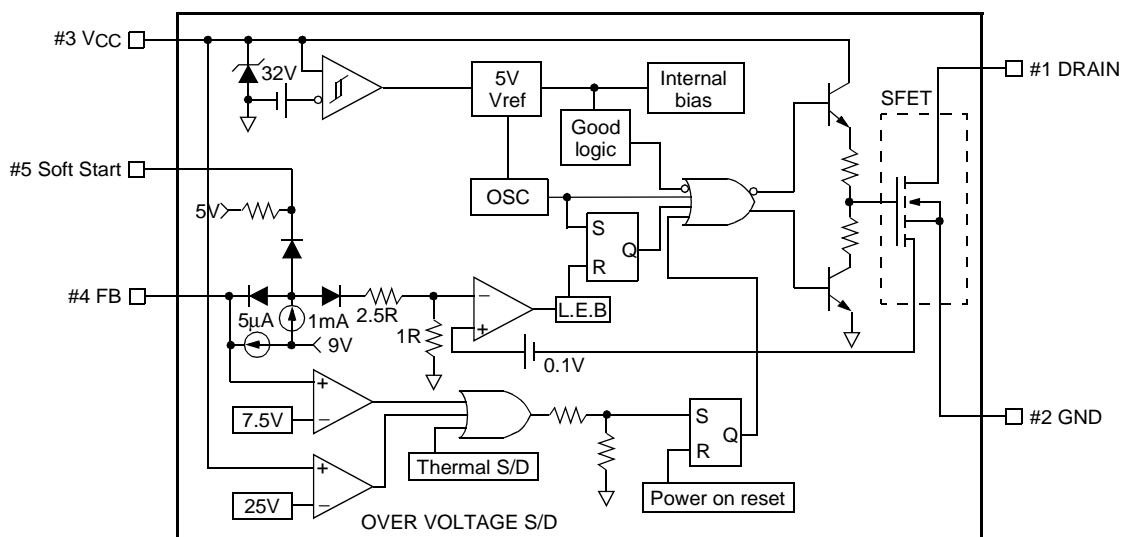 #3 VCC
32V
5V
Vref
Internal
bias
SFET
#1 DRAIN
Good
logic
#5 Soft Start
5V
OSC
S
Q
R
#4 FB
5μA
1mA
2.5R
−
+
L.E.B
1R
9V
0.1V
+
7.5V
−
S
Q
R
#2 GND
Thermal S/D
+
25V
−
Power on reset
OVER VOLTAGE S/D